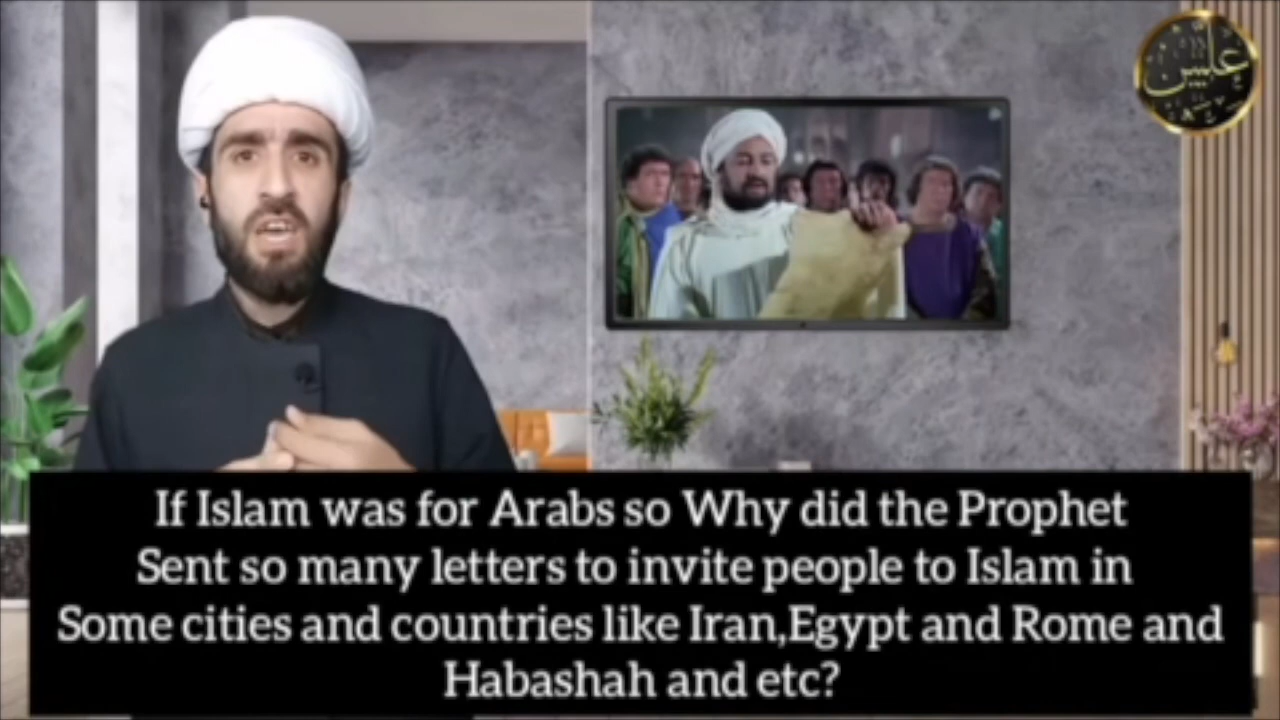 عليين
If Islam was for Arabs so Why did the Prophet
Sent so many letters to invite people to Islam in
Some cities and countries like Iran,Egypt and Rome and
Habashah and etc?